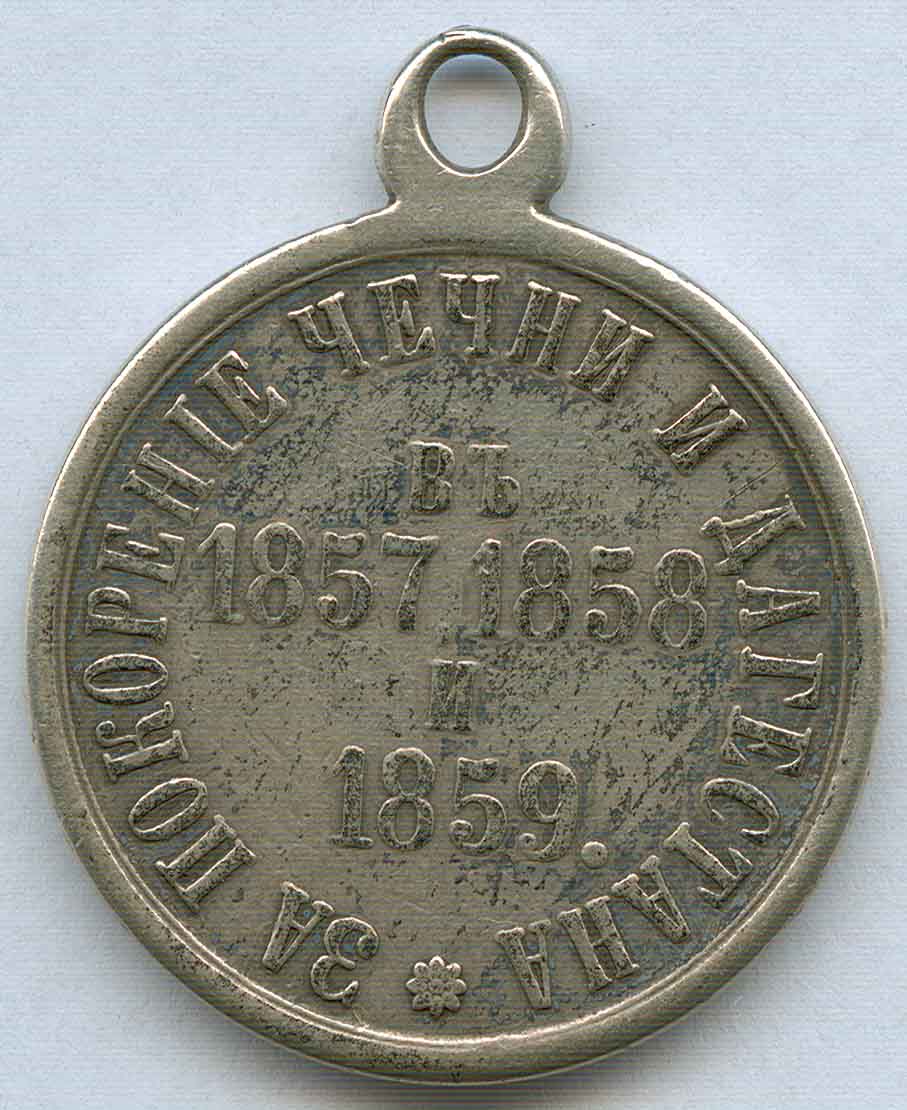 ЗА ПОКОРЕНІЕ ЧЕЧНИ И ДАГЕСТАНА
ВЪ
1857 1858
И
1859.